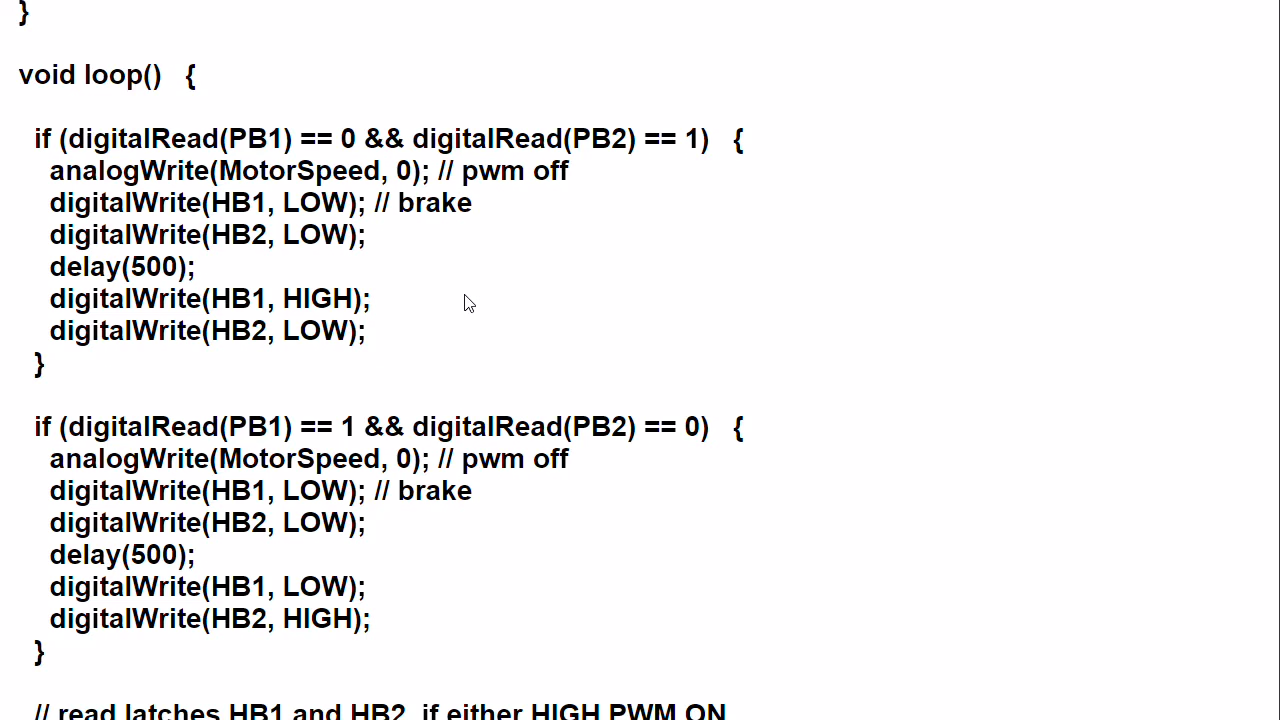 }
void loop()   {
if (digitalRead(PB1) == 0 && digitalRead(PB2) == 1)   {
analogWrite(MotorSpeed, 0); // pwm off
digitalWrite(HB1, LOW); // brake
digitalWrite(HB2, LOW);
delay(500);
digitalWrite(HB1, HIGH);
digitalWrite(HB2, LOW);
}
if (digitalRead(PB1) == 1 && digitalRead(PB2) == 0)   {
analogWrite(MotorSpeed, 0); // pwm off
digitalWrite(HB1, LOW); // brake
digitalWrite(HB2, LOW);
delay(500);
digitalWrite(HB1, LOW);
digitalWrite(HB2, HIGH);
}
// read latches HB1 and HB2, if either HIGH PWM ON